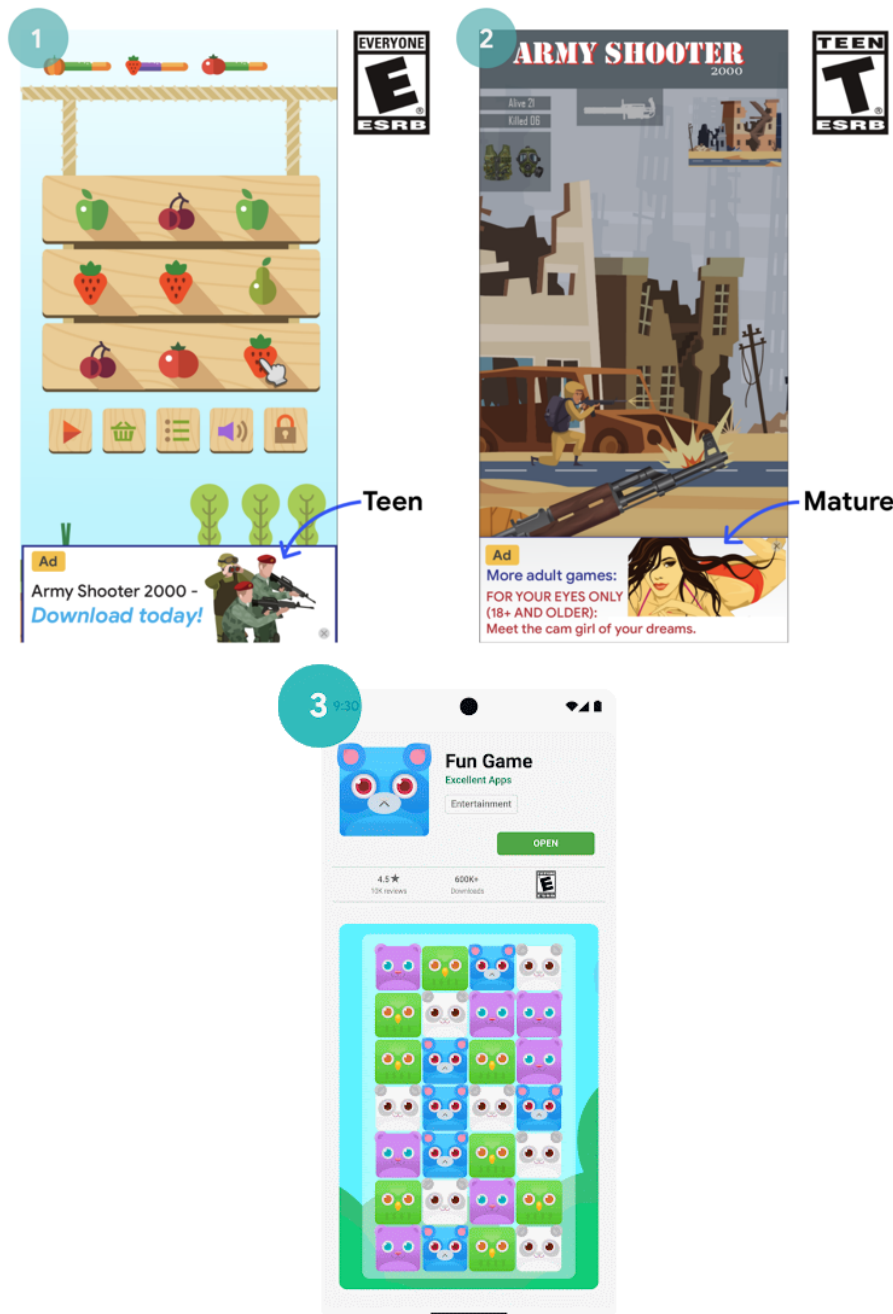 1
EVERYONE
E
ESRB
Teen
Ad
Army Shooter 2000 -
Download today!
2
ARMY SHOOTER
2000
TEEN
T
ESRB
Alive 21
Killed 06
Mature
Ad
More adult games:
FOR YOUR EYES ONLY
(18+ AND OLDER):
Meet the cam girl of your dreams.
3
9:30
Fun Game
Excellent Apps
Entertainment
OPEN
4.5★
10K reviews
600K+
Downloads
E